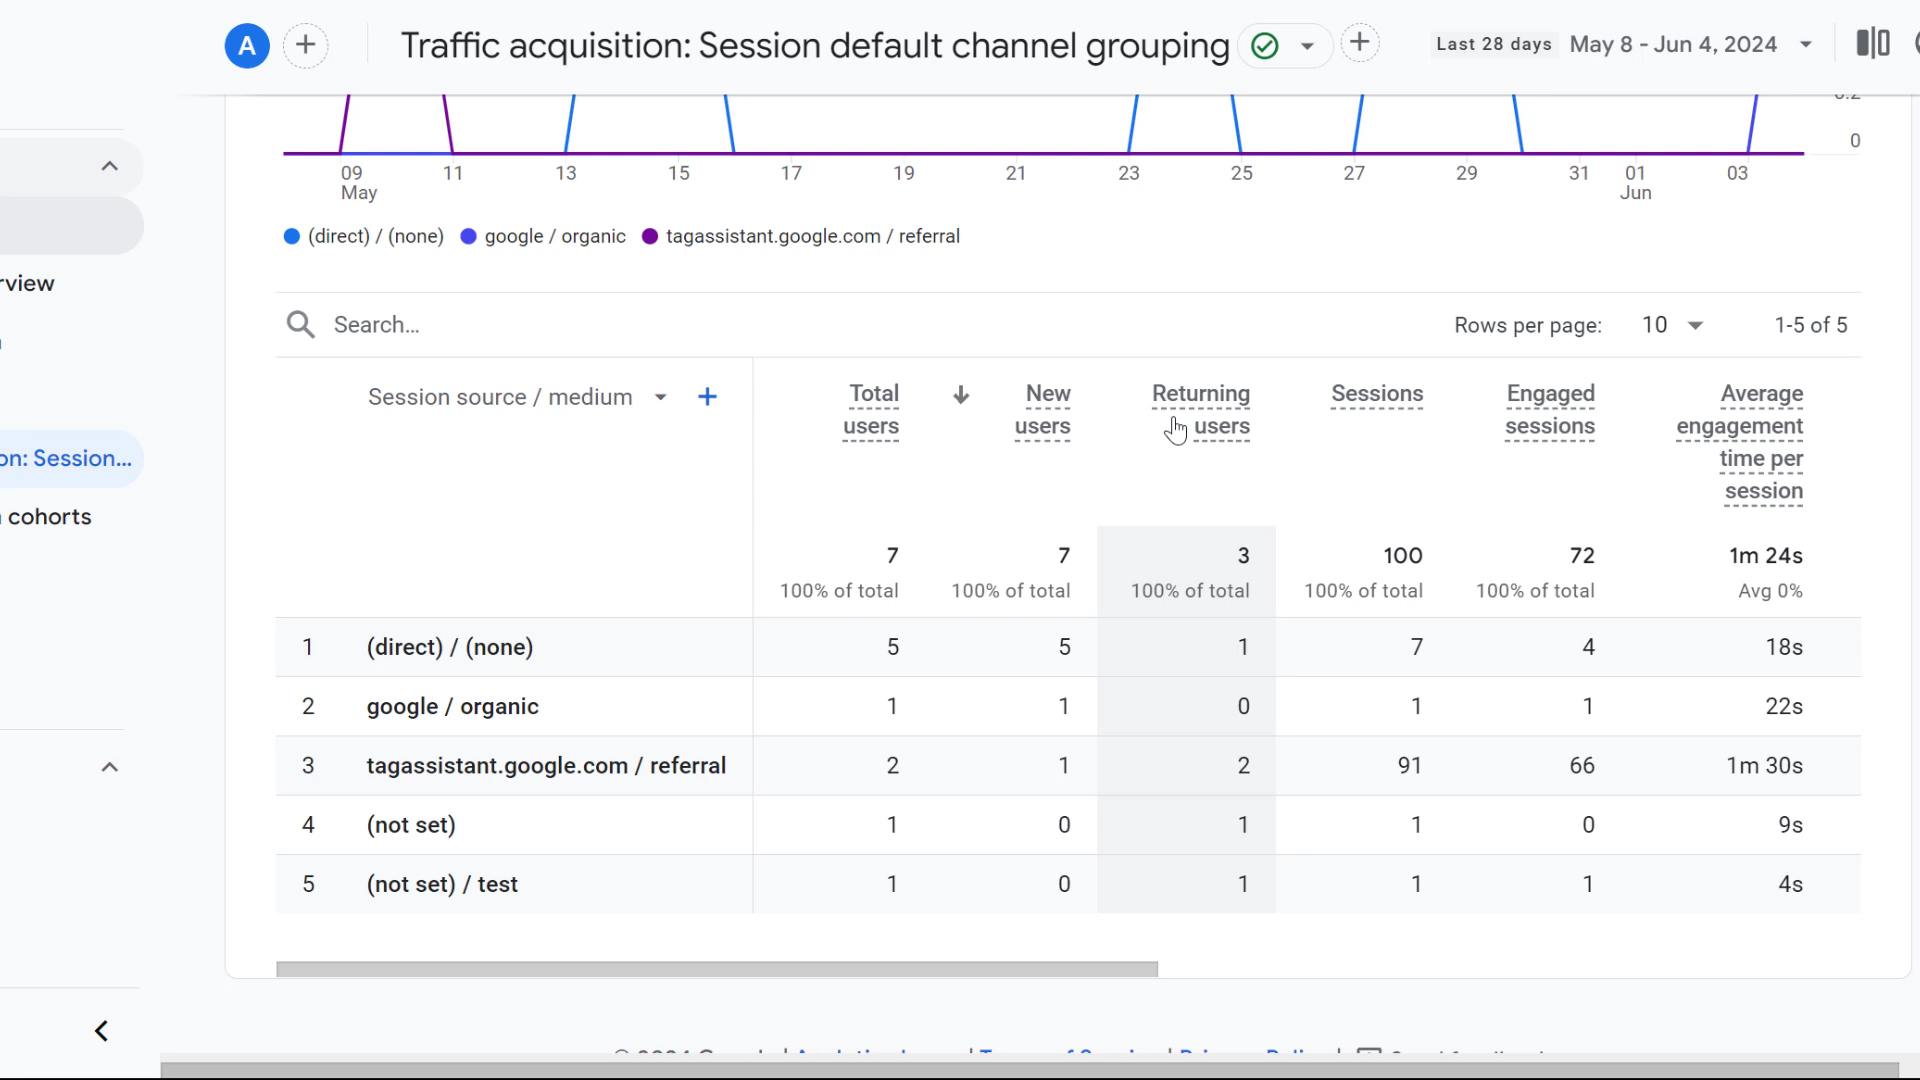 A
Traffic acquisition: Session default channel grouping
Last 28 days May 8 - Jun 4, 2024
0
09 11 13 15 17 19 21 23 25 27 29 31 01 03
May Jun
(direct) / (none) google / organic tagassistant.google.com / referral
rview
on: Session...
cohorts
Search...
Rows per page: 10 1-5 of 5
Session source / medium
Total users
New users
Returning users
Sessions
Engaged sessions
Average engagement time per session
7 7 3 100 72 1m 24s
100% of total 100% of total 100% of total 100% of total 100% of total Avg 0%
1 (direct) / (none) 5 5 1 7 4 18s
2 google / organic 1 1 0 1 1 22s
3 tagassistant.google.com / referral 2 1 2 91 66 1m 30s
4 (not set) 1 0 1 1 0 9s
5 (not set) / test 1 0 1 1 1 4s